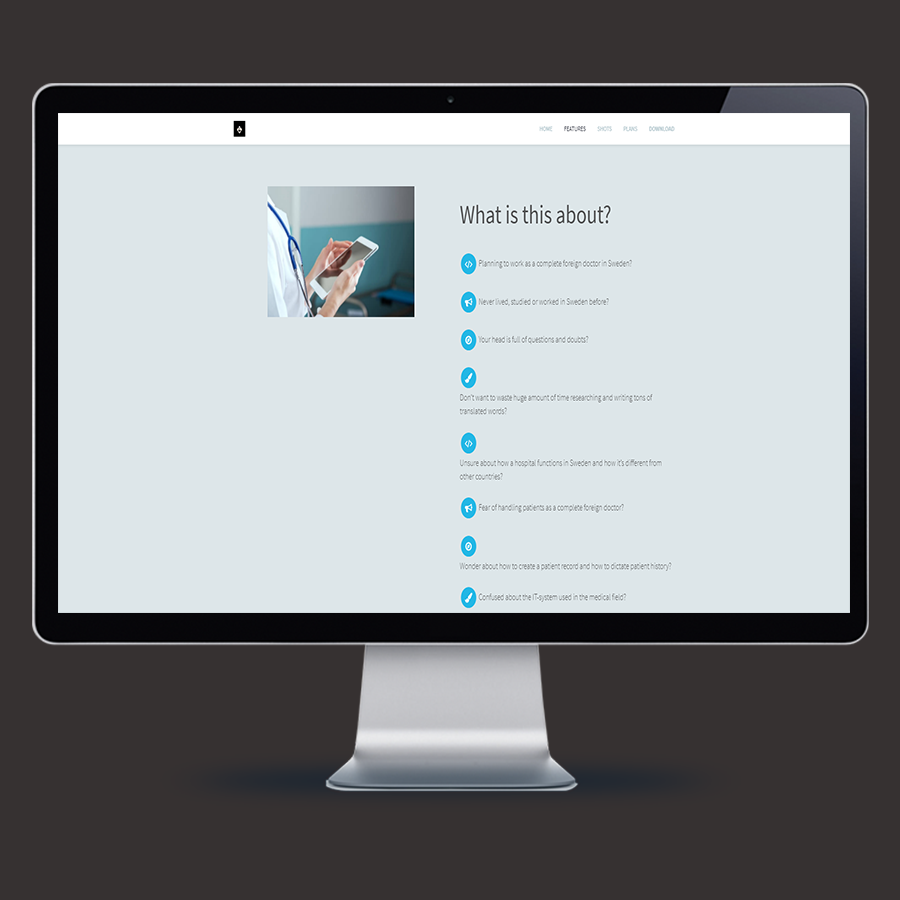 HOME FEATURES SHOTS PLANS DOWNLOAD
What is this about?
Planning to work as a complete foreign doctor in Sweden?
Never lived, studied or worked in Sweden before?
Your head is full of questions and doubts?
Don't want to waste huge amount of time researching and writing tons of
translated words?
Unsure about how a hospital functions in Sweden and how it's different from
other countries?
Fear of handling patients as a complete foreign doctor?
Wonder about how to create a patient record and how to dictate patient history?
Confused about the IT-system used in the medical field?